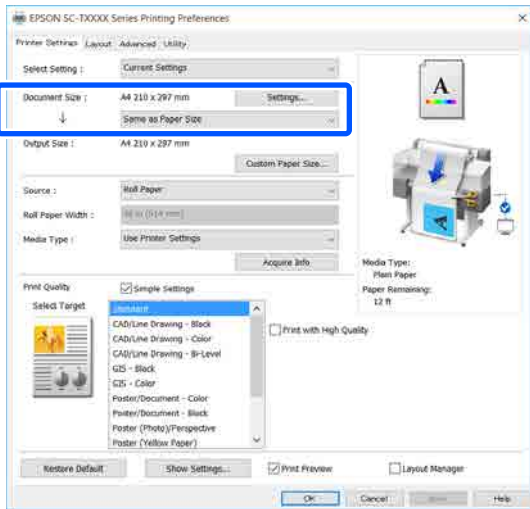 EPSON SC-TXXXX Series Printing Preferences
Printer Settings Layout Advanced Utility
Select Setting : Current Settings
Document Size : A4 210 x 297 mm Settings...
Same as Paper Size
Output Size : A4 210 x 297 mm
Custom Paper Size...
Source : Roll Paper
Roll Paper Width :
Media Type : Use Printer Settings
Acquire Info
A
Media Type:
Plain Paper
Paper Remaining:
12 ft
Print Quality Simple Settings
Select Target
Standard
CAD/Line Drawing - Black
CAD/Line Drawing - Color
CAD/Line Drawing - Bi-Level
GIS - Black
GIS - Color
Poster/Document - Color
Poster/Document - Black
Poster (Photo)/Perspective
Poster (Yellow Paper)
Print with High Quality
Restore Default Show Settings... Print Preview Layout Manager
OK Cancel Help